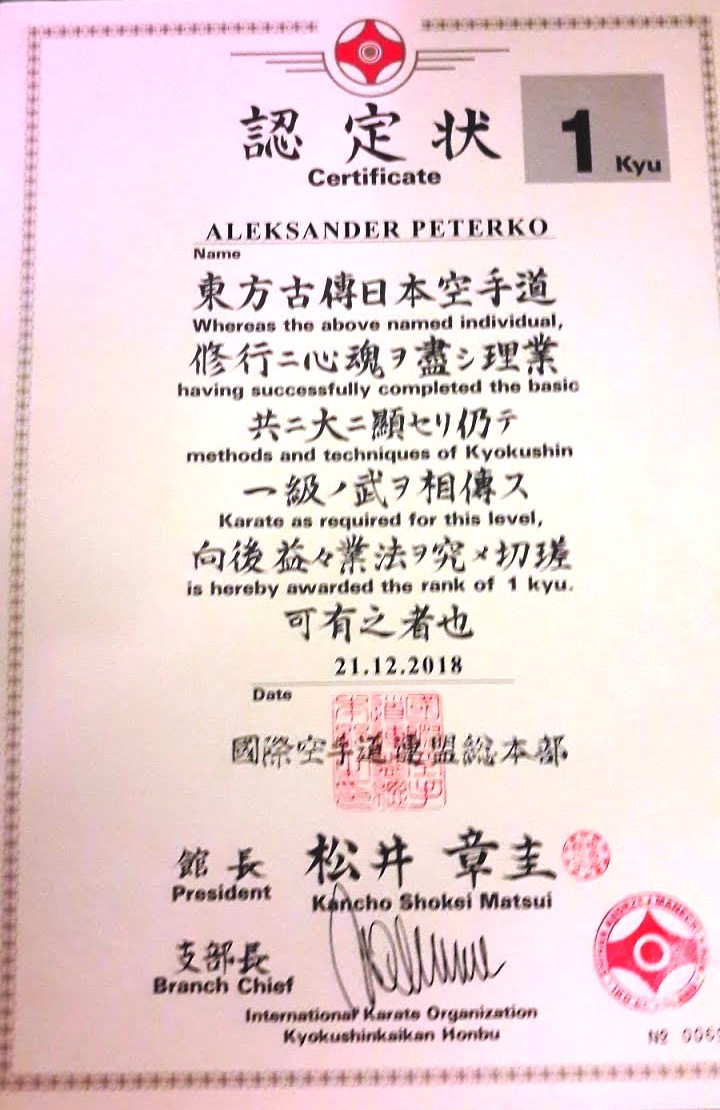 認定状
Certificate
1 Kyu
ALEKSANDER PETERKO
Name
東方古傳日本空手道
Whereas the above named individual,
修行ニ心魂ヲ盡シ理業
having successfully completed the basic
共ニ大ニ顯セリ仍テ
methods and techniques of Kyokushin
一級ノ武ヲ相傳ス
Karate as required for this level,
向後益々業法ヲ究メ切瑳
is hereby awarded the rank of 1 kyu.
可有之者也
21.12.2018
Date
國際空手道連盟総本部
館長 松井章圭
President Kancho Shokei Matsui
支部長
Branch Chief
International Karate Organization
Kyokushinkaikan Honbu
№